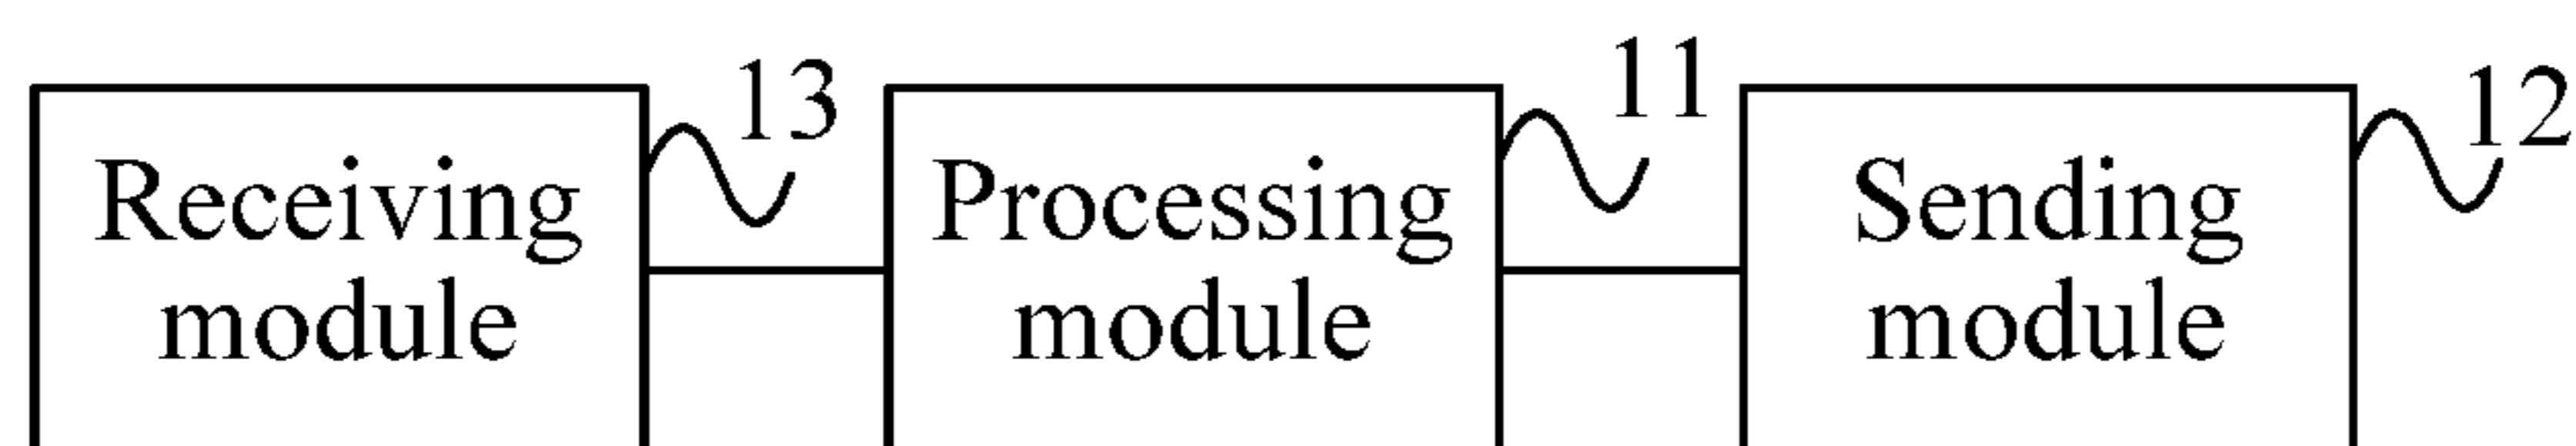 13
11
12
Receiving
module
Processing
module
Sending
module